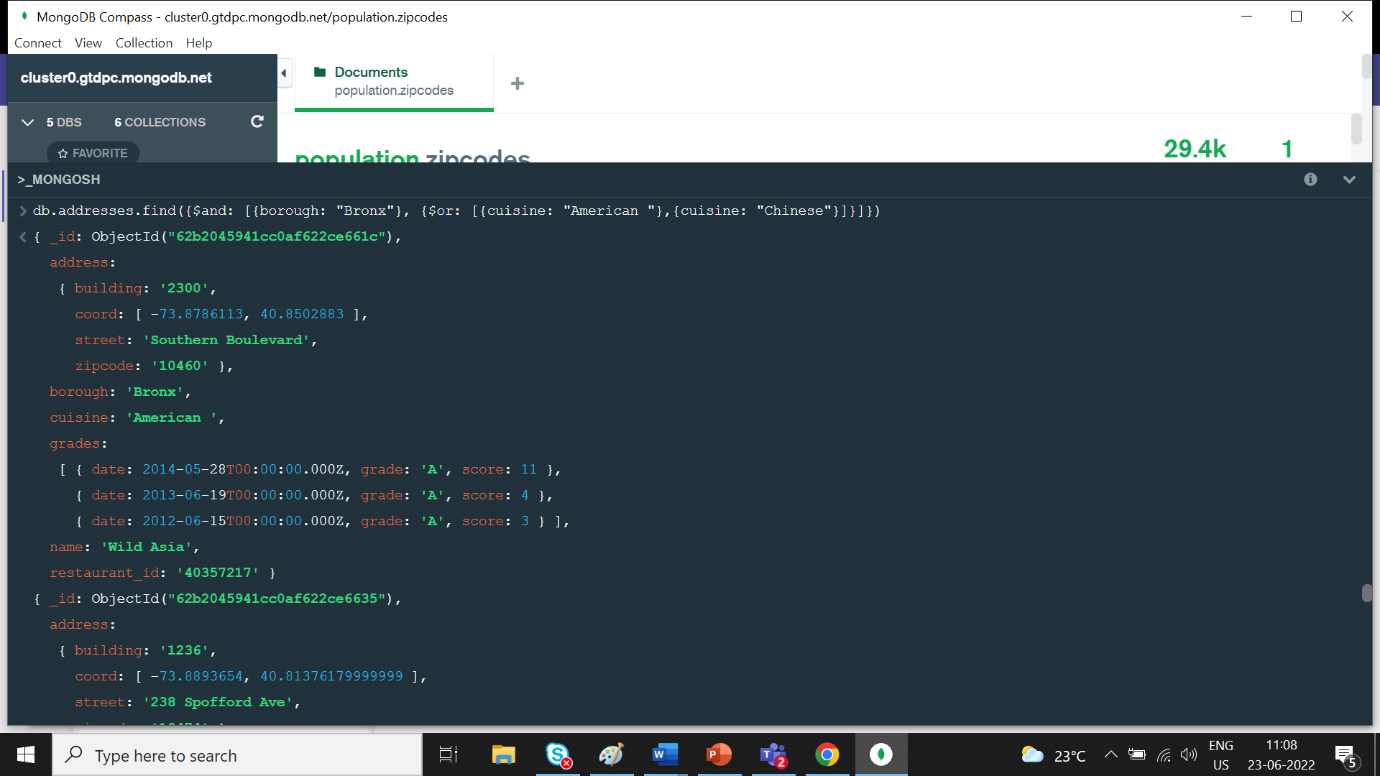 MongoDB Compass - cluster0.gtdpc.mongodb.net/population.zipcodes
Connect View Collection Help
cluster0.gtdpc.mongodb.net
Documents
population.zipcodes
5 DBS 6 COLLECTIONS
FAVORITE
population.zipcodes
29.4k 1
>_MONGOSH
> db.addresses.find({$and: [{borough: "Bronx"}, {$or: [{cuisine: "American "},{cuisine: "Chinese"}]}]})
< { _id: ObjectId("62b2045941cc0af622ce661c"),
address:
{ building: '2300',
coord: [ -73.8786113, 40.8502883 ],
street: 'Southern Boulevard',
zipcode: '10460' },
borough: 'Bronx',
cuisine: 'American ',
grades:
[ { date: 2014-05-28T00:00:00.000Z, grade: 'A', score: 11 },
{ date: 2013-06-19T00:00:00.000Z, grade: 'A', score: 4 },
{ date: 2012-06-15T00:00:00.000Z, grade: 'A', score: 3 } ],
name: 'Wild Asia',
restaurant_id: '40357217' }
{ _id: ObjectId("62b2045941cc0af622ce6635"),
address:
{ building: '1236',
coord: [ -73.8893654, 40.81376179999999 ],
street: '238 Spofford Ave',
Type here to search
23°C
ENG
US
11:08
23-06-2022
5
2